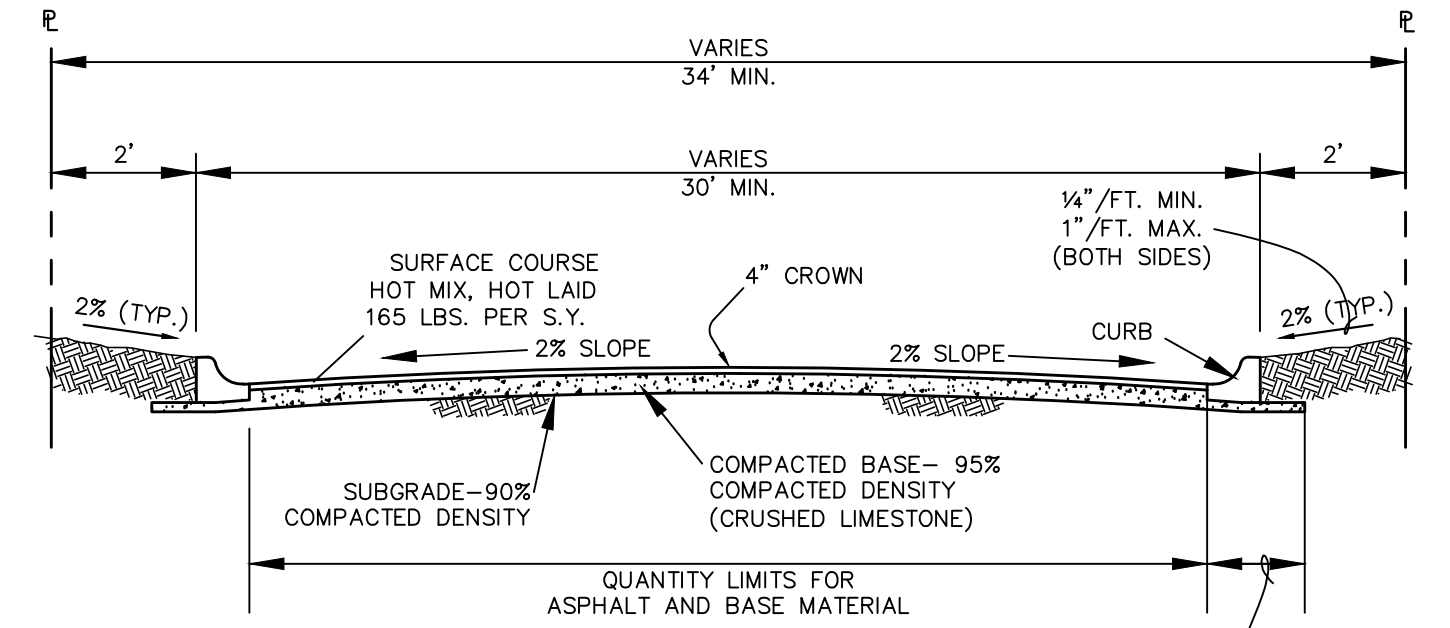 ℄ ℄
VARIES
34' MIN.
2'
VARIES
30' MIN.
2'
¼"/FT. MIN.
1"/FT. MAX.
(BOTH SIDES)
SURFACE COURSE
HOT MIX, HOT LAID
165 LBS. PER S.Y.
4" CROWN
2% (TYP.)
2% (TYP.)
CURB
2% SLOPE
2% SLOPE
COMPACTED BASE- 95%
COMPACTED DENSITY
(CRUSHED LIMESTONE)
SUBGRADE-90%
COMPACTED DENSITY
QUANTITY LIMITS FOR
ASPHALT AND BASE MATERIAL